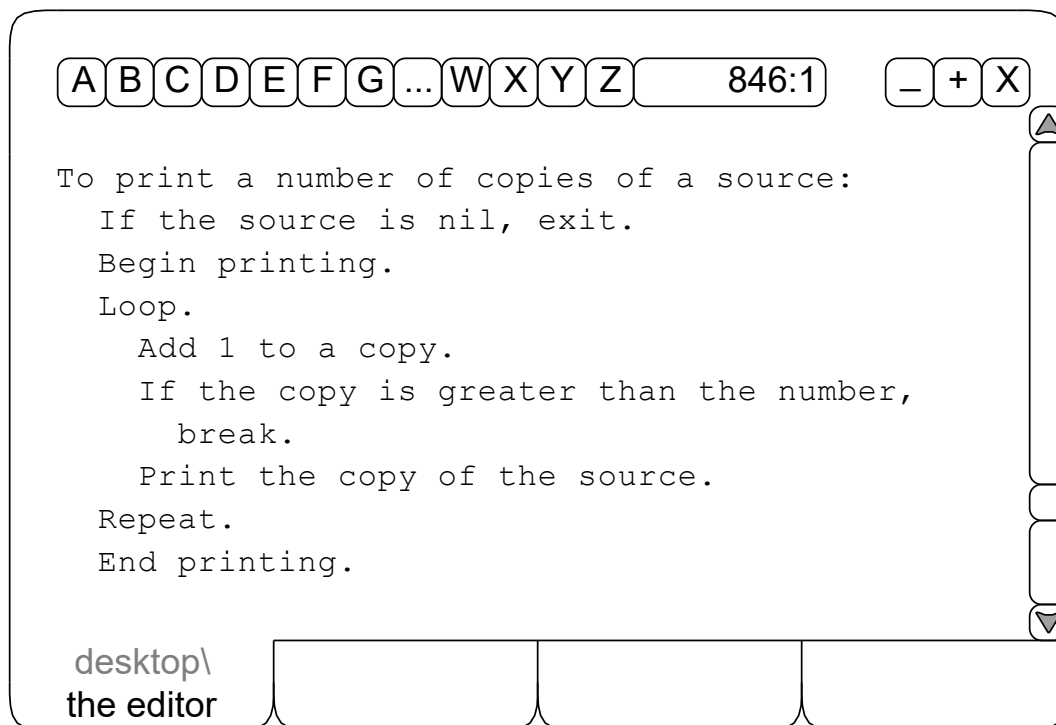 A B C D E F G ... W X Y Z 846:1 _ + X
To print a number of copies of a source:
If the source is nil, exit.
Begin printing.
Loop.
Add 1 to a copy.
If the copy is greater than the number,
break.
Print the copy of the source.
Repeat.
End printing.
desktop\
the editor